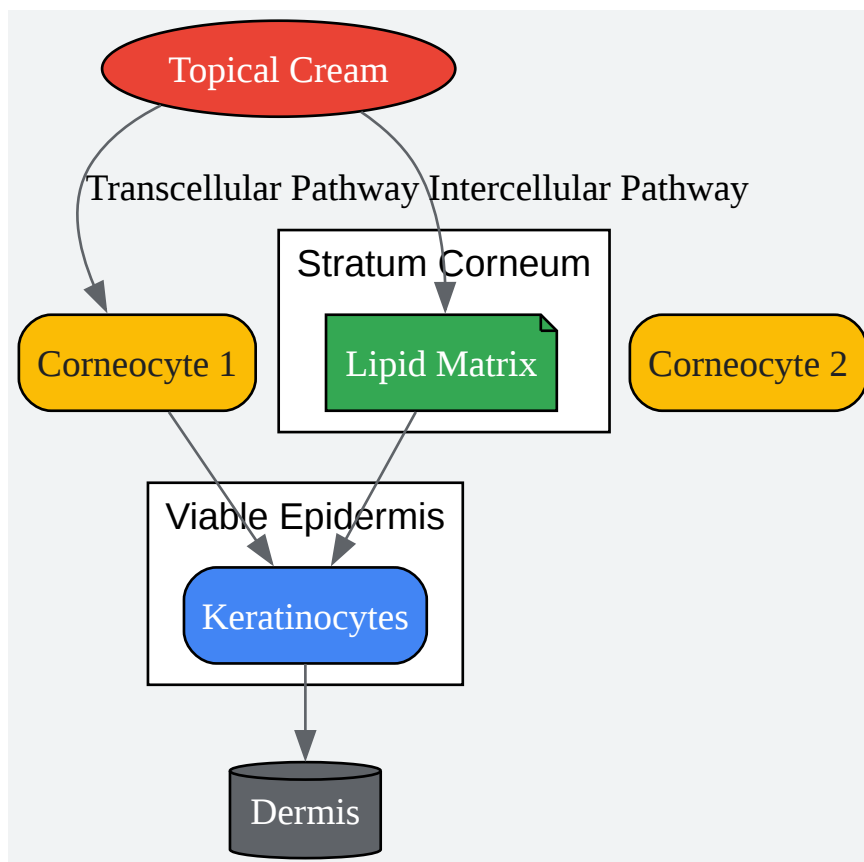 Topical Cream
Transcellular Pathway
Intercellular Pathway
Stratum Corneum
Corneocyte 1
Lipid Matrix
Corneocyte 2
Viable Epidermis
Keratinocytes
Dermis